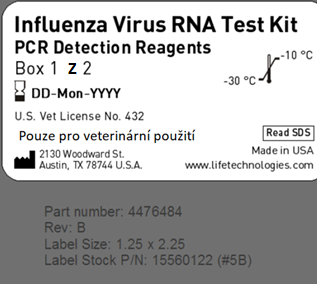 Influenza Virus RNA Test Kit
PCR Detection Reagents
Box 1 z 2
-10 °C
-30 °C
DD-Mon-YYYY
U.S. Vet License No. 432
Pouze pro veterinární použití
Read SDS
2130 Woodward St.
Austin, TX 78744 U.S.A.
Made in USA
www.lifetechnologies.com
Part number: 4476484
Rev: B
Label Size: 1.25 x 2.25
Label Stock P/N: 15560122 (#5B)